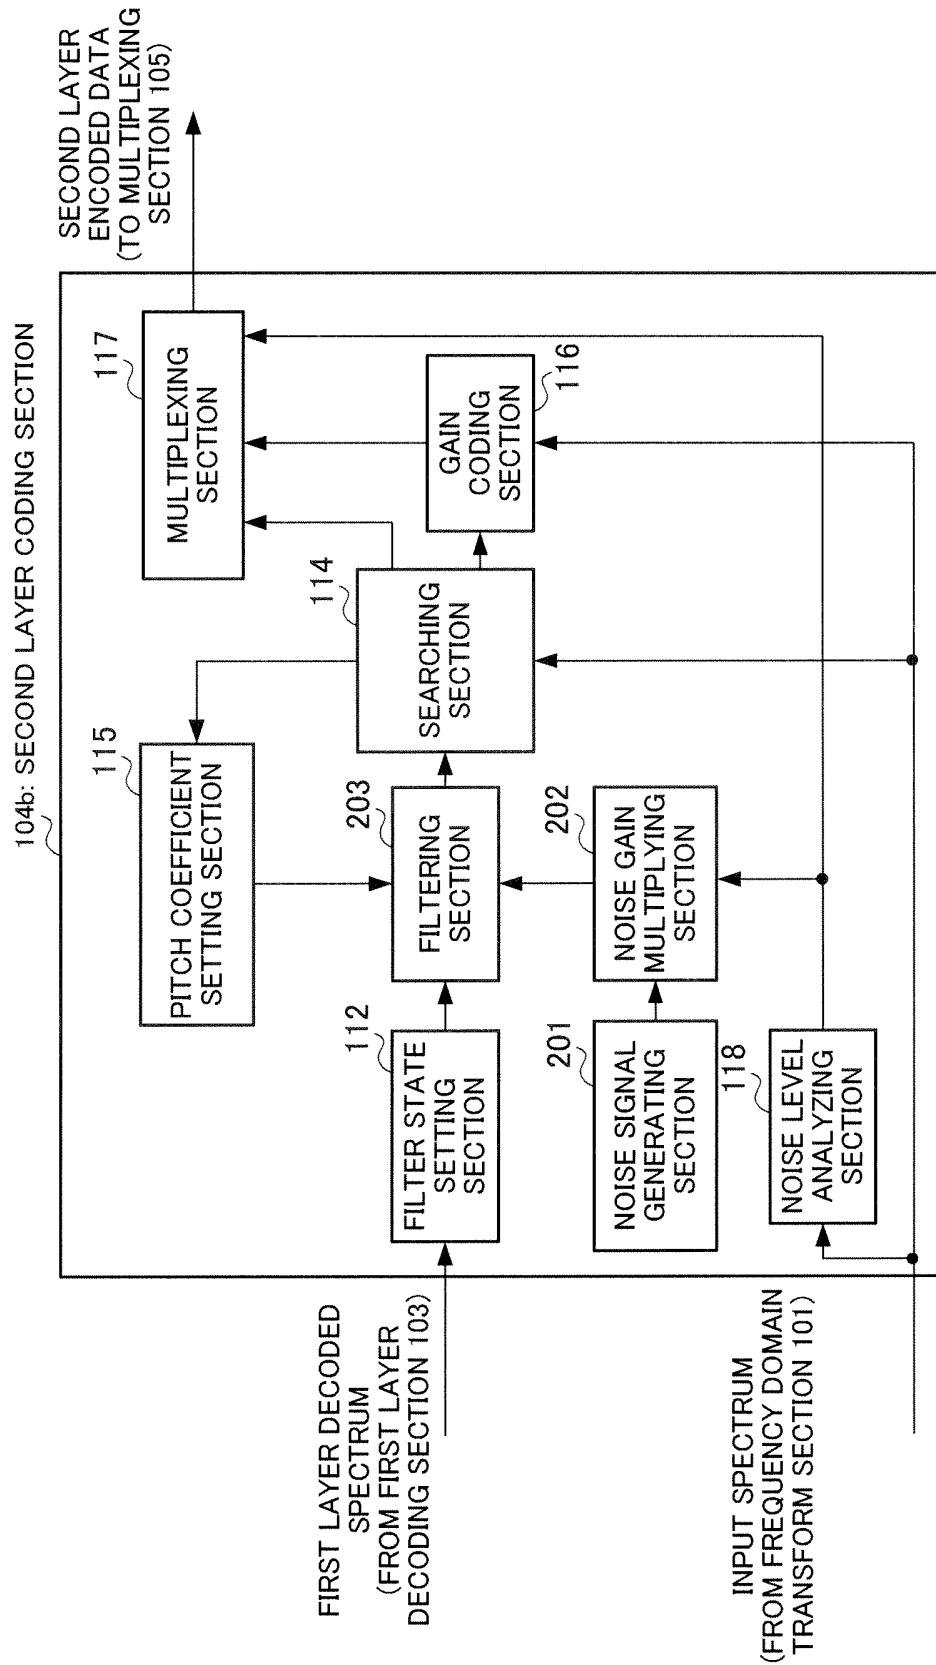 104b: SECOND LAYER CODING SECTION
SECOND LAYER
ENCODED DATA
(TO MULTIPLEXING
SECTION 105)
115
PITCH COEFFICIENT
SETTING SECTION
117
MULTIPLEXING
SECTION
FIRST LAYER DECODED
SPECTRUM
(FROM FIRST LAYER
DECODING SECTION 103)
112
FILTER STATE
SETTING
SECTION
203
FILTERING
SECTION
114
SEARCHING
SECTION
GAIN
CODING
SECTION
116
201
NOISE SIGNAL
GENERATING
SECTION
202
NOISE GAIN
MULTIPLYING
SECTION
118
NOISE LEVEL
ANALYZING
SECTION
INPUT SPECTRUM
(FROM FREQUENCY DOMAIN
TRANSFORM SECTION 101)